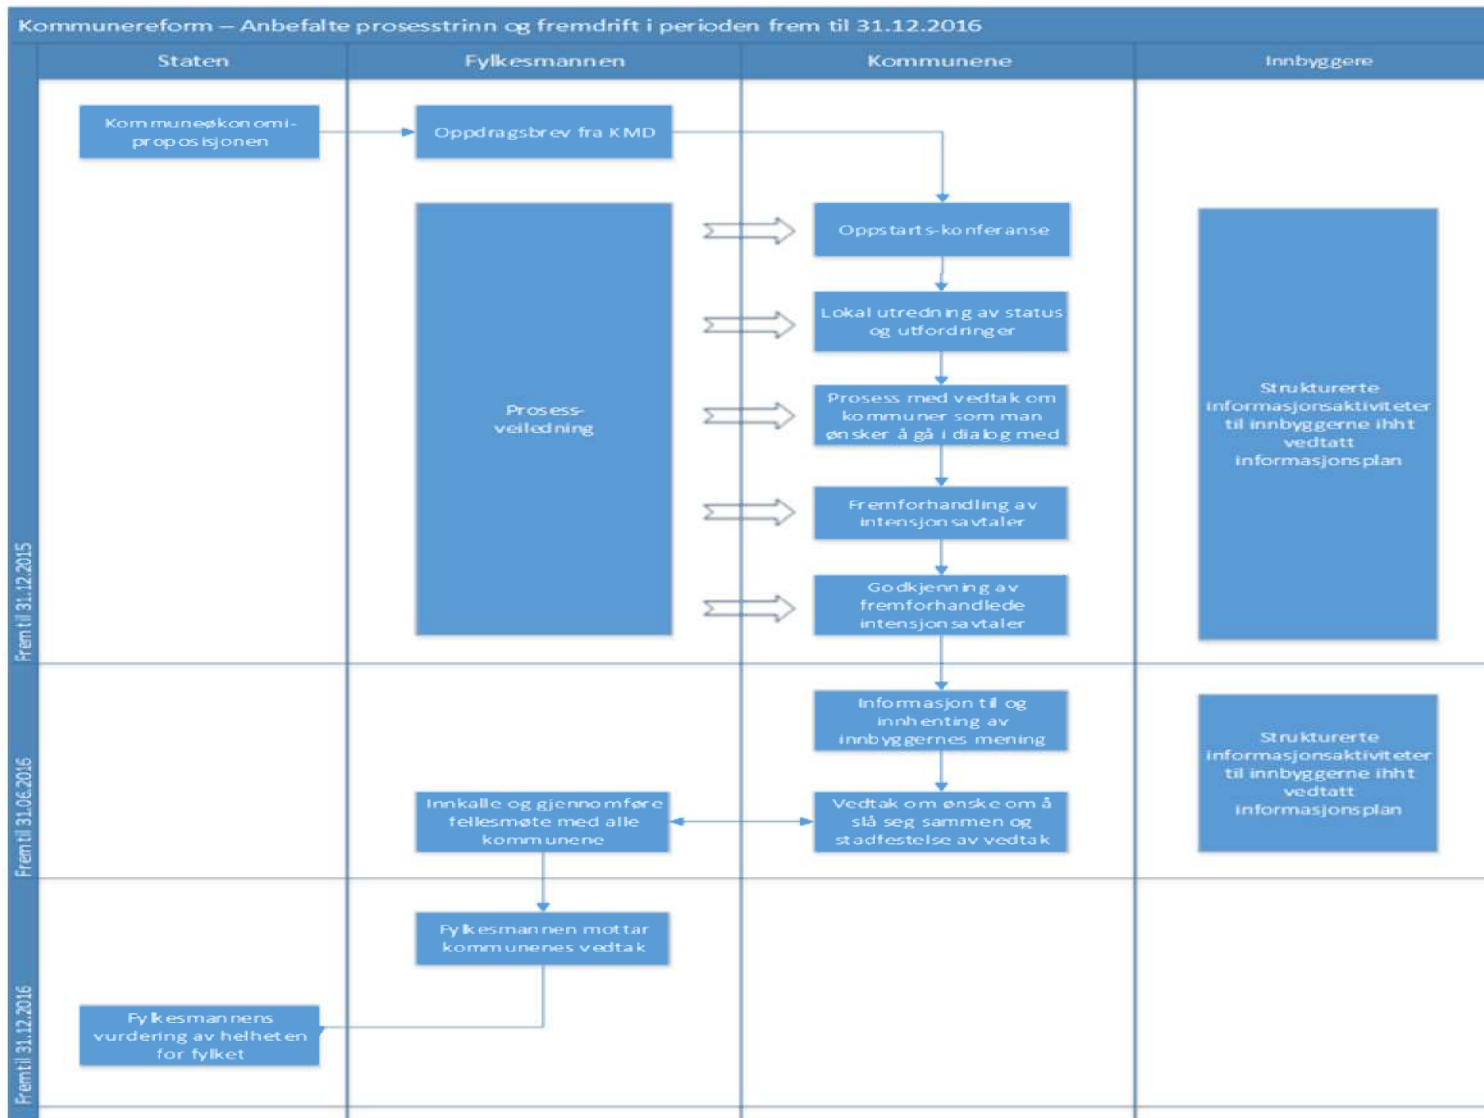 Kommunereform – Anbefalte prosesstrinn og fremdrift i perioden frem til 31.12.2016
Staten
Fylkesmannen
Kommunene
Innbyggere
Frem til 31.12.2015
Kommuneøkonomi-
proposisjonen
Oppdragsbrev fra KMD
Prosess-
veiledning
Oppstarts-konferanse
Lokal utredning av status
og utfordringer
Prosess med vedtak om
kommuner som man
ønsker å gå i dialog med
Fremforhandling av
intensjonsavtaler
Godkjenning av
fremforhandlede
intensjonsavtaler
Strukturerte
informasjonsaktiviteter
til innbyggerne ihht
vedtatt
informasjonsplan
Frem til 31.06.2016
Informasjon til og
innhenting av
innbyggernes mening
Innkalle og gjennomføre
fellesmøte med alle
kommunene
Vedtak om ønske om å
slå seg sammen og
stadfestelse av vedtak
Strukturerte
informasjonsaktiviteter
til innbyggerne ihht
vedtatt
informasjonsplan
Frem til 31.12.2016
Fylkesmannen mottar
kommunenes vedtak
Fylkesmannens
vurdering av helheten
for fylket